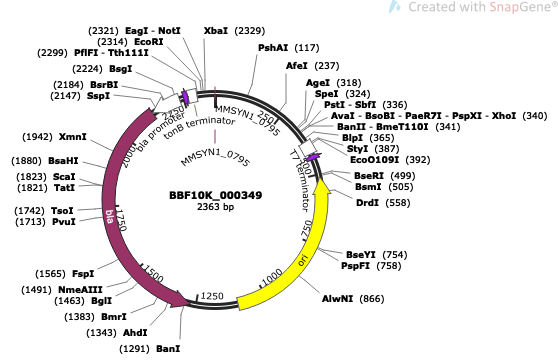 Created with SnapGene®
(2321) EagI - NotI
XbaI (2329)
(2314) EcoRI
(2299) PflFI - Tth111I
(2224) BsgI
(2184) BsrBI
(2147) SspI
PshAI (117)
AfeI (237)
AgeI (318)
SpeI (324)
PstI - SbfI (336)
AvaI - BsoBI - PaeR7I - PspXI - XhoI (340)
BanII - BmeT110I (341)
BlpI (365)
StyI (387)
EcoO109I (392)
BseRI (499)
BsmI (505)
DrdI (558)
BseYI (754)
PspFI (758)
AlwNI (866)
(1942) XmnI
(1880) BsaHI
(1823) ScaI
(1821) TatI
(1742) TsoI
(1713) PvuI
(1565) FspI
(1491) NmeAIII
(1463) BglI
(1383) BmrI
(1343) AhdI
(1291) BanI
2250
bla promoter
tonB terminator
MMSYN1_0795
250
MMSYN1_0795
T7 terminator
500
2000
BBF10K_000349
2363 bp
bla
1750
750
ori
1500
1000
1250